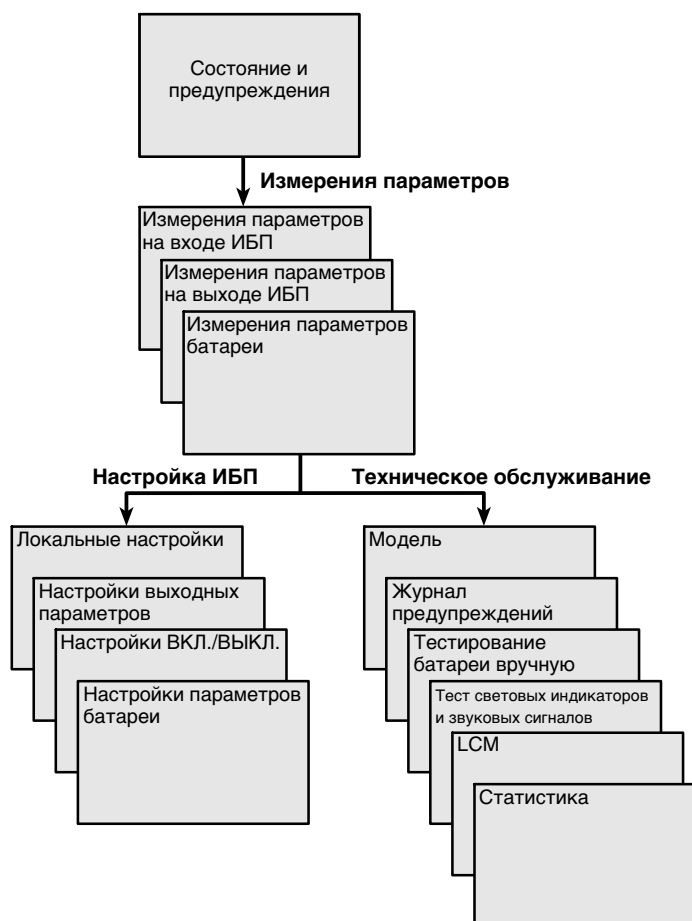 Состояние и
предупреждения
Измерения параметров
Измерения параметров
на входе ИБП
Измерения параметров
на выходе ИБП
Измерения параметров
батареи
Настройка ИБП
Техническое обслуживание
Локальные настройки
Настройки выходных
параметров
Настройки ВКЛ./ВЫКЛ.
Настройки параметров
батареи
Модель
Журнал
предупреждений
Тестирование
батареи вручную
Тест световых индикаторов
и звуковых сигналов
LCM
Статистика